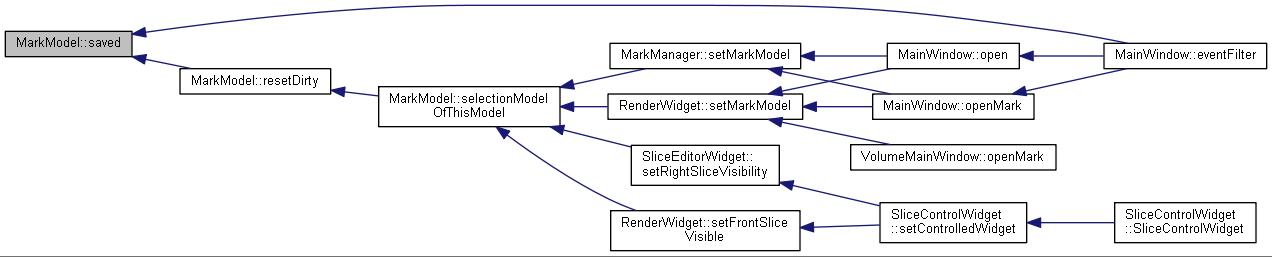 MarkModel::saved
MarkModel::resetDirty
MarkModel::selectionModel
OfThisModel
MarkManager::setMarkModel
RenderWidget::setMarkModel
SliceEditorWidget::
setRightSliceVisibility
RenderWidget::setFrontSlice
Visible
MainWindow::open
MainWindow::openMark
VolumeMainWindow::openMark
SliceControlWidget
::setControlledWidget
MainWindow::eventFilter
SliceControlWidget
::SliceControlWidget